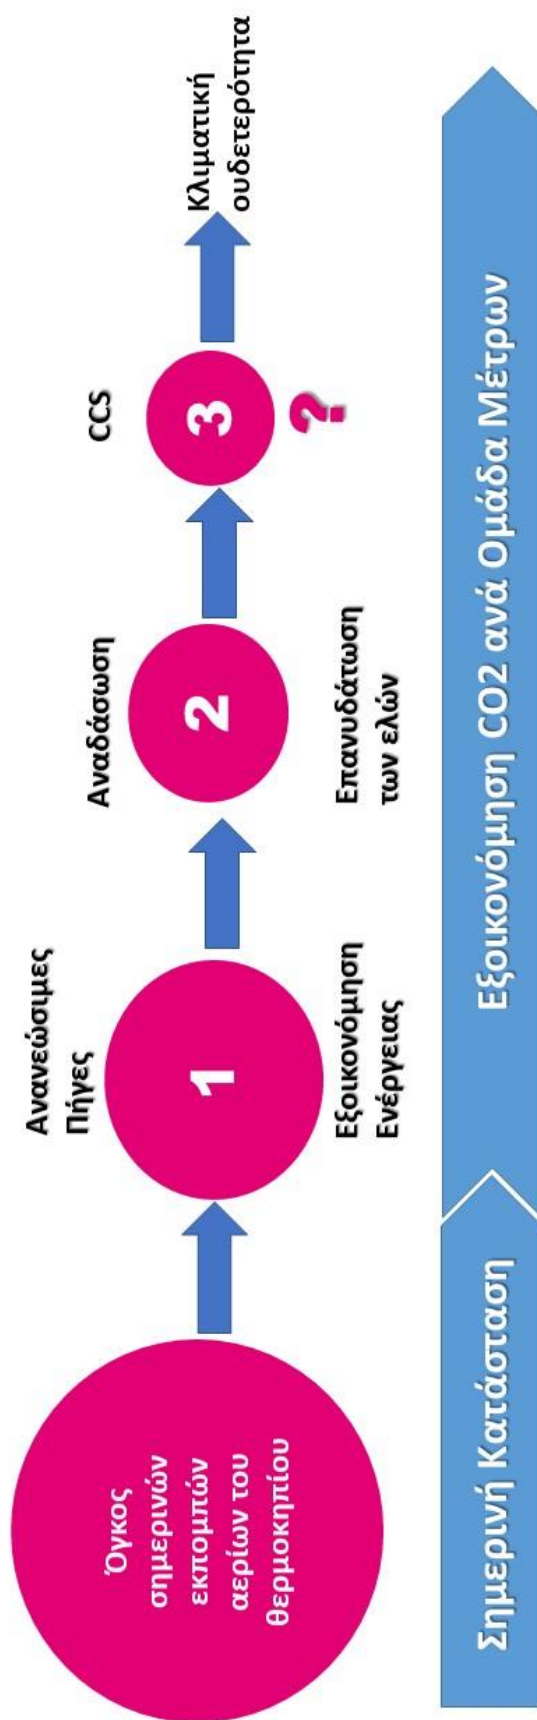 Όγκος
σημερινών
εκπομπών
αερίων του
θερμοκηπίου
Ανανεώσιμες
Πήγες
1
Εξοικονόμηση
Ενέργειας
Αναδάσωση
2
Επανυδάτωση
των ελών
CCS
3
?
Κλιματική
ουδετερότητα
Σημερινή Κατάσταση
Εξοικονόμηση CO2 ανά Ομάδα Μέτρων